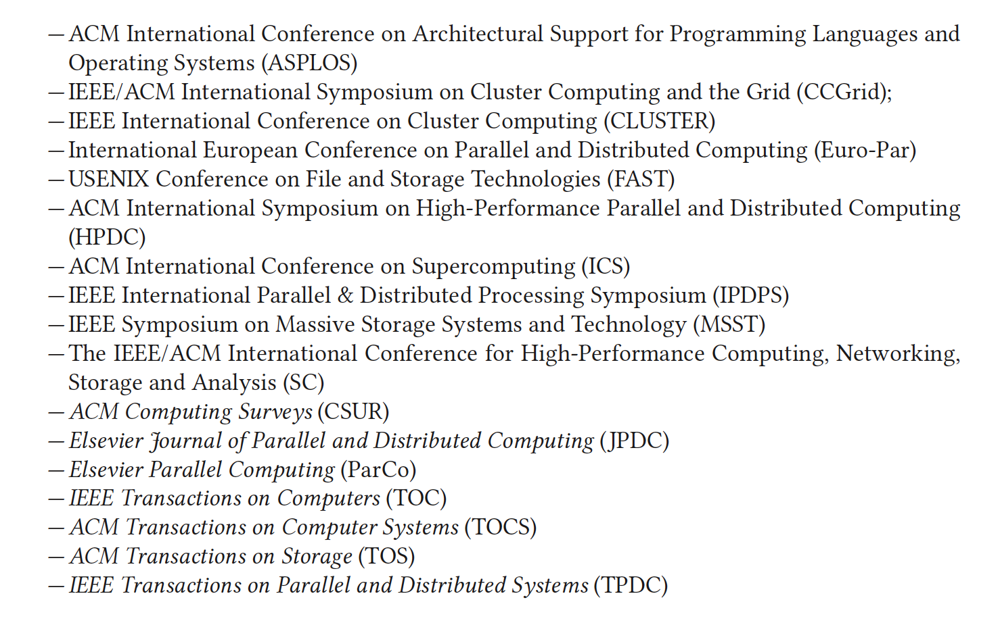 — ACM International Conference on Architectural Support for Programming Languages and
Operating Systems (ASPLOS)
— IEEE/ACM International Symposium on Cluster Computing and the Grid (CCGrid);
— IEEE International Conference on Cluster Computing (CLUSTER)
— International European Conference on Parallel and Distributed Computing (Euro-Par)
— USENIX Conference on File and Storage Technologies (FAST)
— ACM International Symposium on High-Performance Parallel and Distributed Computing
(HPDC)
— ACM International Conference on Supercomputing (ICS)
— IEEE International Parallel & Distributed Processing Symposium (IPDPS)
— IEEE Symposium on Massive Storage Systems and Technology (MSST)
— The IEEE/ACM International Conference for High-Performance Computing, Networking,
Storage and Analysis (SC)
— ACM Computing Surveys (CSUR)
— Elsevier Journal of Parallel and Distributed Computing (JPDC)
— Elsevier Parallel Computing (ParCo)
— IEEE Transactions on Computers (TOC)
— ACM Transactions on Computer Systems (TOCS)
— ACM Transactions on Storage (TOS)
— IEEE Transactions on Parallel and Distributed Systems (TPDC)